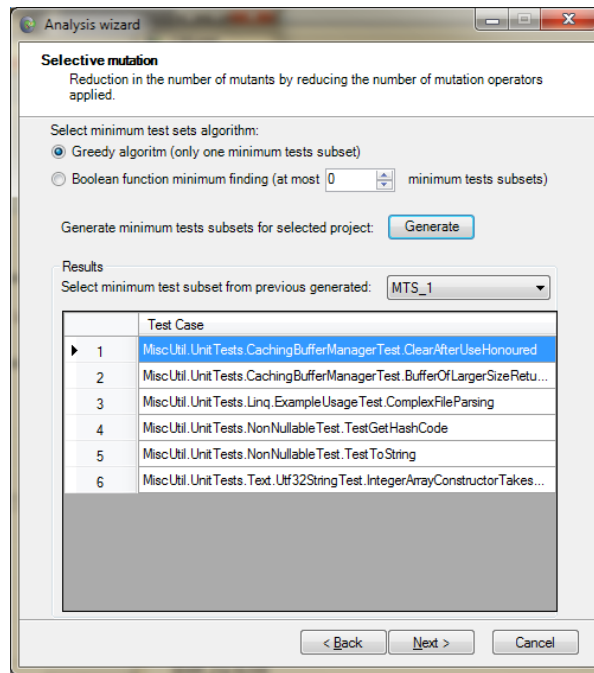 Analysis wizard
Selective mutation
Reduction in the number of mutants by reducing the number of mutation operators
applied.
Select minimum test sets algorithm:
Greedy algoritm (only one minimum tests subset)
Boolean function minimum finding (at most 0 minimum tests subsets)
Generate minimum tests subsets for selected project: Generate
Results
Select minimum test subset from previous generated: MTS_1
Test Case
1 MiscUtil.UnitTests.CachingBufferManagerTest.ClearAfterUseHonoured
2 MiscUtil.UnitTests.CachingBufferManagerTest.BufferOfLargerSizeRetu...
3 MiscUtil.UnitTests.Linq.ExampleUsageTest.ComplexFileParsing
4 MiscUtil.UnitTests.NonNullableTest.TestGetHashCode
5 MiscUtil.UnitTests.NonNullableTest.TestToString
6 MiscUtil.UnitTests.Text.Utf32StringTest.IntegerArrayConstructorTakes...
< Back Next > Cancel